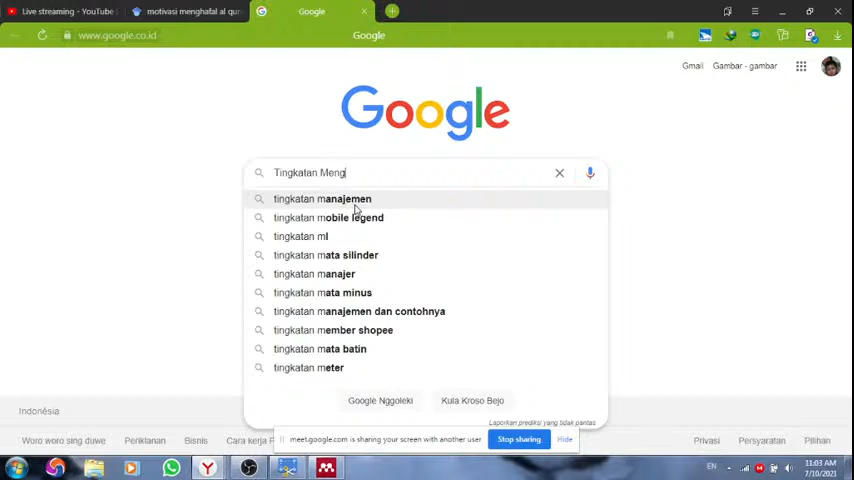 Live streaming - YouTube
motivasi menghafal al qur
Google
www.google.co.id
Google
Gmail
Gambar - gambar
Google
Tingkatan Meng
tingkatan manajemen
tingkatan mobile legend
tingkatan ml
tingkatan mata silinder
tingkatan manajer
tingkatan mata minus
tingkatan manajemen dan contohnya
tingkatan member shopee
tingkatan mata batin
tingkatan meter
Google Nggoleki
Kula Kroso Bejo
Laporkan prediksi yang tidak pantas
Indonésia
meet.google.com is sharing your screen with another user
Stop sharing
Hide
Woro woro sing duwe
Periklanan
Bisnis
Cara kerja
Privasi
Persyaratan
Pilihan
EN
11:03 AM
7/10/2021